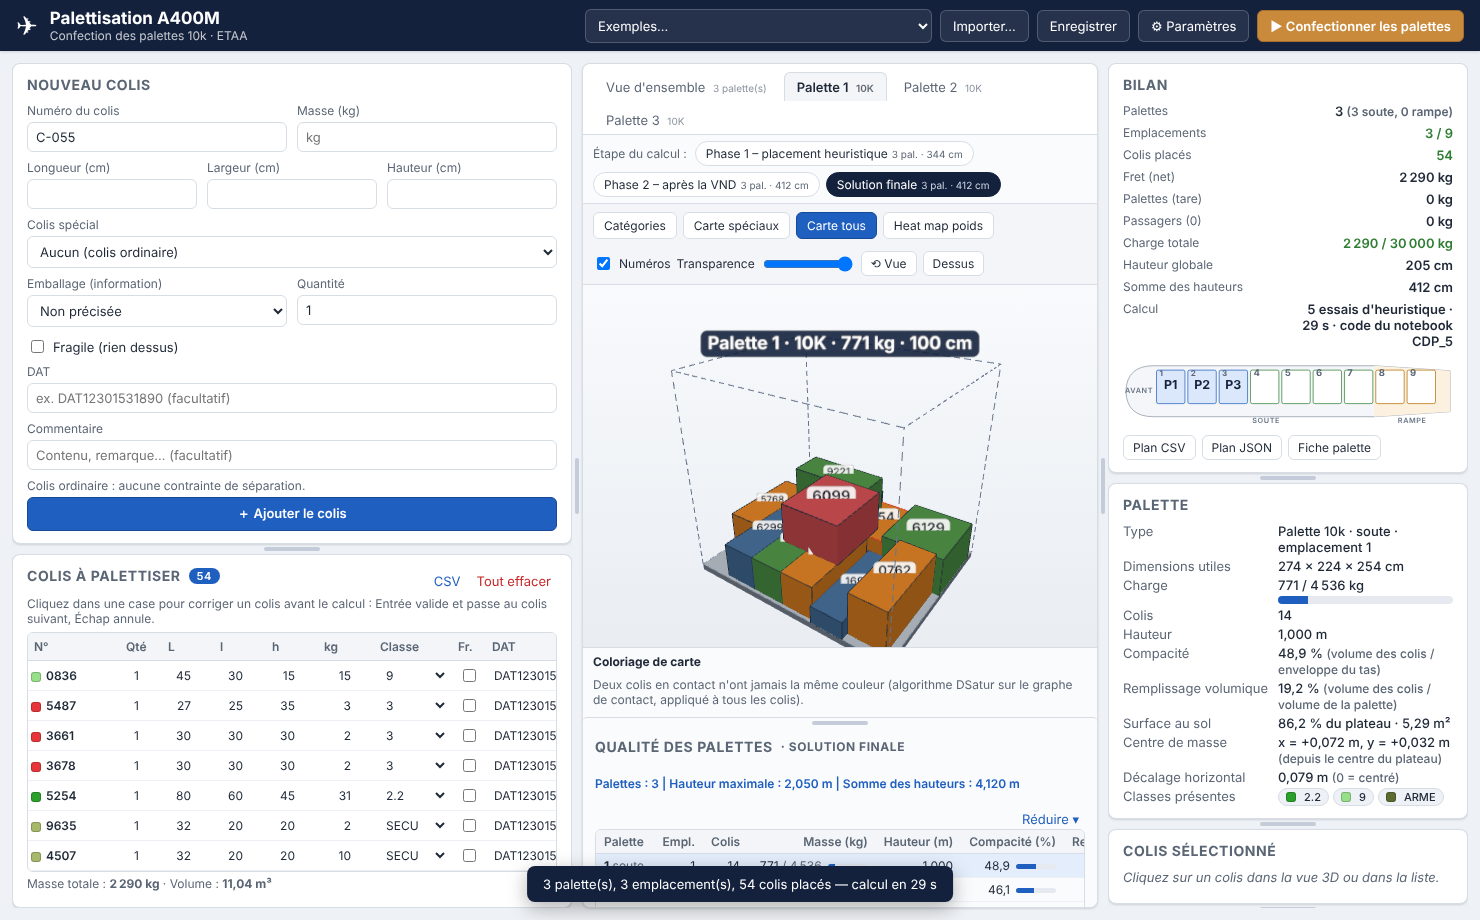 Palettisation A400M
Confection des palettes 10k · ETAA
Exemples...
Importer...
Enregistrer
⚙ Paramètres
▶ Confectionner les palettes
NOUVEAU COLIS
Numéro du colis
Masse (kg)
C-055
kg
Longueur (cm)
Largeur (cm)
Hauteur (cm)
Colis spécial
Aucun (colis ordinaire)
Emballage (information)
Quantité
Non précisée
1
Fragile (rien dessus)
DAT
ex. DAT12301531890 (facultatif)
Commentaire
Contenu, remarque... (facultatif)
Colis ordinaire : aucune contrainte de séparation.
+ Ajouter le colis
COLIS À PALETTISER 54
CSV
Tout effacer
Cliquez dans une case pour corriger un colis avant le calcul : Entrée valide et passe au colis
suivant, Échap annule.
N° Qté L l h kg Classe Fr. DAT
0836 1 45 30 15 15 9 DAT123015
5487 1 27 25 35 3 3 DAT123015
3661 1 30 30 30 2 3 DAT123015
3678 1 30 30 30 2 3 DAT123015
5254 1 80 60 45 31 2.2 DAT123015
9635 1 32 20 20 2 SECU DAT123015
4507 1 32 20 20 10 SECU DAT123015
Masse totale : 2 290 kg · Volume : 11,04 m³
Vue d'ensemble 3 palette(s)
Palette 1 10K
Palette 2 10K
Palette 3 10K
Étape du calcul :
Phase 1 – placement heuristique 3 pal. · 344 cm
Phase 2 – après la VND 3 pal. · 412 cm
Solution finale 3 pal. · 412 cm
Catégories
Carte spéciaux
Carte tous
Heat map poids
Numéros
Transparence
⟲ Vue
Dessus
Palette 1 · 10K · 771 kg · 100 cm
9221
5768
6099
6299
54
6129
168
0762
Coloriage de carte
Deux colis en contact n'ont jamais la même couleur (algorithme DSatur sur le graphe
de contact, appliqué à tous les colis).
QUALITÉ DES PALETTES · SOLUTION FINALE
Palettes : 3 | Hauteur maximale : 2,050 m | Somme des hauteurs : 4,120 m
Réduire ▾
Palette Empl. Colis Masse (kg) Hauteur (m) Compacité (%) Re
1 soute 1 14 771 / 4 536 1,000 48,9
46,1
3 palette(s), 3 emplacement(s), 54 colis placés — calcul en 29 s
BILAN
Palettes 3 (3 soute, 0 rampe)
Emplacements 3 / 9
Colis placés 54
Fret (net) 2 290 kg
Palettes (tare) 0 kg
Passagers (0) 0 kg
Charge totale 2 290 / 30 000 kg
Hauteur globale 205 cm
Somme des hauteurs 412 cm
Calcul 5 essais d'heuristique ·
29 s · code du notebook
CDP_5
1 2 3 4 5 6 7 8 9
AVANT P1 P2 P3
SOUTE RAMPE
Plan CSV
Plan JSON
Fiche palette
PALETTE
Type Palette 10k · soute ·
emplacement 1
Dimensions utiles 274 × 224 × 254 cm
Charge 771 / 4 536 kg
Colis 14
Hauteur 1,000 m
Compacité 48,9 % (volume des colis /
enveloppe du tas)
Remplissage volumique 19,2 % (volume des colis /
volume de la palette)
Surface au sol 86,2 % du plateau · 5,29 m²
Centre de masse x = +0,072 m, y = +0,032 m
(depuis le centre du plateau)
Décalage horizontal 0,079 m (0 = centré)
Classes présentes 2.2 9 ARME
COLIS SÉLECTIONNÉ
Cliquez sur un colis dans la vue 3D ou dans la liste.